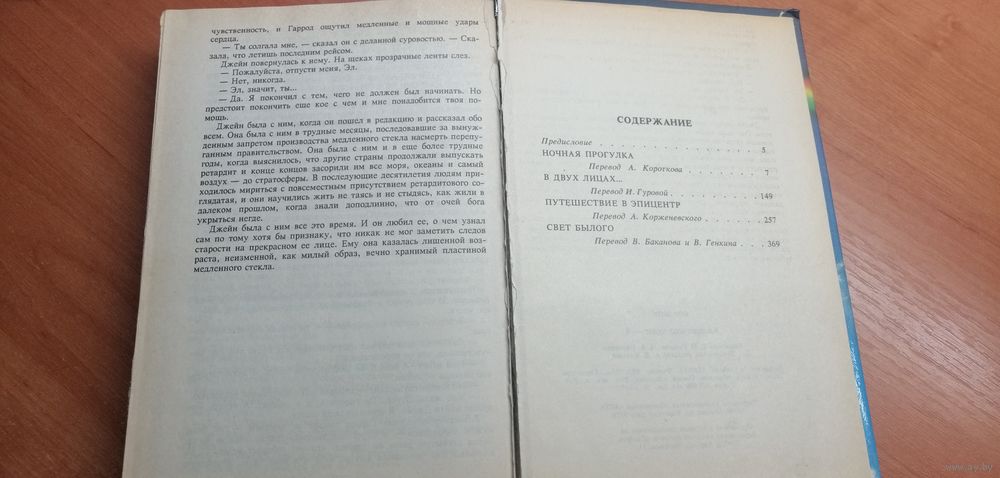 чувственность, и Гаррод ощутил медленные и мощные удары
сердца.
— Ты солгала мне, — сказал он с деланной суровостью. — Ска-
зала, что летишь последним рейсом.
Джейн повернулась к нему. На щеках прозрачные ленты слез.
— Пожалуйста, отпусти меня, Эл.
— Нет, никогда.
— Эл, значит, ты...
— Да. Я покончил с тем, чего не должен был начинать. Но
предстоит покончить еще кое с чем и мне понадобится твоя по-
мощь.
Джейн была с ним, когда он пошел в редакцию и рассказал обо
всем. Она была с ним в трудные месяцы, последовавшие за вынуж-
денным запретом производства медленного стекла насмерть перепу-
ганным правительством. Она была с ним и в еще более трудные
годы, когда выяснилось, что другие страны продолжали выпускать
ретардит и конце концов засорили им все моря, океаны и самый
воздух — до стратосферы. В последующие десятилетия людям при-
ходилось мириться с повсеместным присутствием ретардитового со-
глядатая, и они научились жить не таясь и не стыдясь, как жили в
далеком прошлом, когда знали доподлинно, что от очей бога
укрыться негде.
Джейн была с ним все это время. И он любил ее, о чем узнал
сам по тому хотя бы признаку, что никак не мог заметить следов
старости на прекрасном ее лице. Ему она казалась лишенной воз-
раста, неизменной, как милый образ, вечно хранимый пластиной
медленного стекла.
СОДЕРЖАНИЕ
Предисловие . . . . . . . . . . . . . . . . 5
НОЧНАЯ ПРОГУЛКА
Перевод А. Короткова . . . . . . . 7
В ДВУХ ЛИЦАХ...
Перевод И. Гуровой . . . . . . . . 149
ПУТЕШЕСТВИЕ В ЭПИЦЕНТР
Перевод А. Корженевского . . . . . . 257
СВЕТ БЫЛОГО
Перевод В. Баканова и В. Генкина . . . 369
www.ay.by